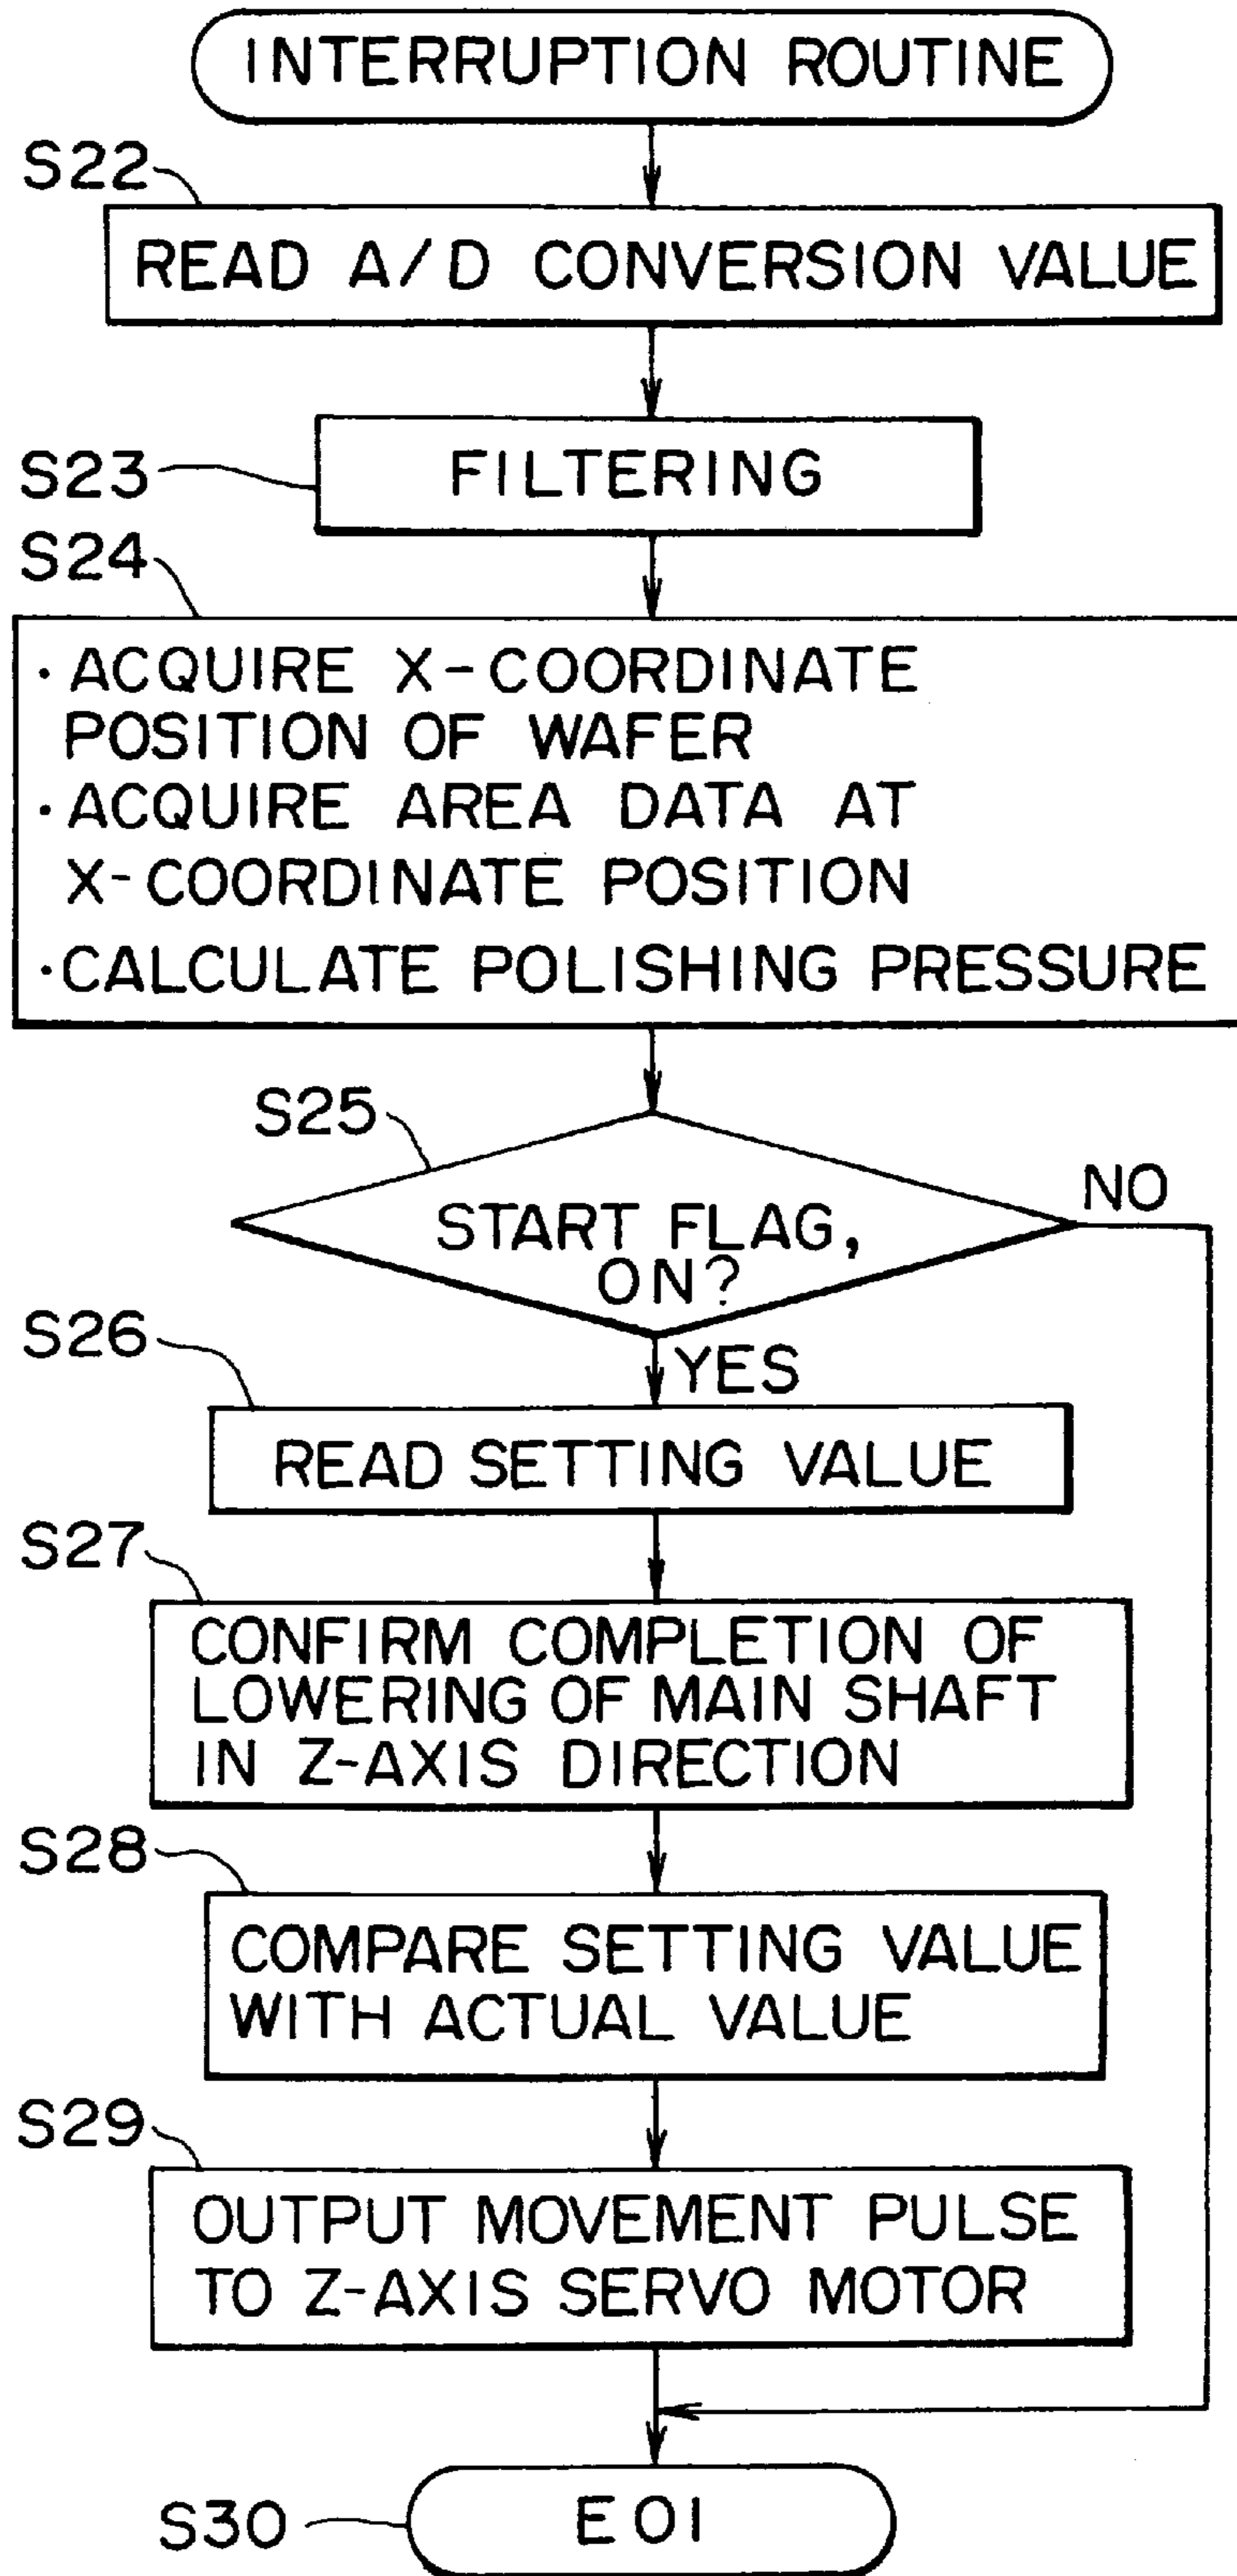 INTERRUPTION ROUTINE
S22
READ A/D CONVERSION VALUE
S23
FILTERING
S24
· ACQUIRE X-COORDINATE
POSITION OF WAFER
· ACQUIRE AREA DATA AT
X-COORDINATE POSITION
· CALCULATE POLISHING PRESSURE
S25
START FLAG,
ON?
NO
YES
S26
READ SETTING VALUE
S27
CONFIRM COMPLETION OF
LOWERING OF MAIN SHAFT
IN Z-AXIS DIRECTION
S28
COMPARE SETTING VALUE
WITH ACTUAL VALUE
S29
OUTPUT MOVEMENT PULSE
TO Z-AXIS SERVO MOTOR
S30
EOI